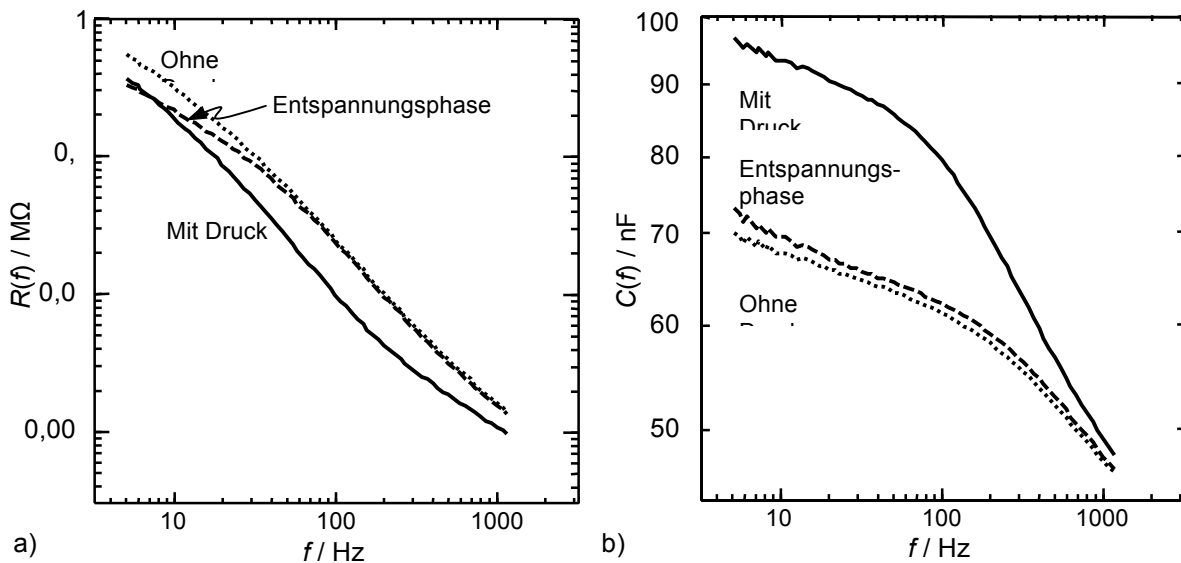 1
0,
0,0
0,00
R(f) / MΩ
Ohne
Entspannungsphase
Mit Druck
10
100
1000
f / Hz
a)
100
90
80
70
60
50
C(f) / nF
Mit
Druck
Entspannungs-
phase
Ohne
10
100
1000
f / Hz
b)